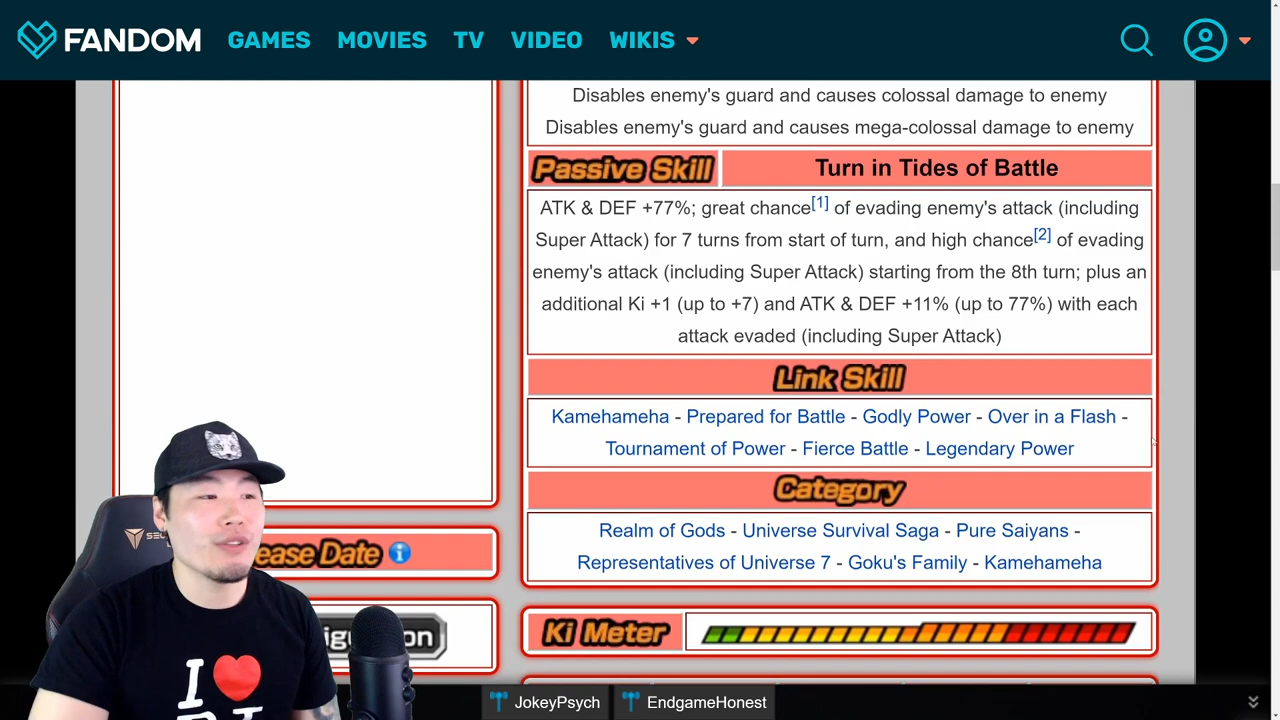 FANDOM GAMES MOVIES TV VIDEO WIKIS
Disables enemy's guard and causes colossal damage to enemy
Disables enemy's guard and causes mega-colossal damage to enemy
Passive Skill Turn in Tides of Battle
ATK & DEF +77%; great chance[1] of evading enemy's attack (including
Super Attack) for 7 turns from start of turn, and high chance[2] of evading
enemy's attack (including Super Attack) starting from the 8th turn; plus an
additional Ki +1 (up to +7) and ATK & DEF +11% (up to 77%) with each
attack evaded (including Super Attack)
Link Skill
Kamehameha - Prepared for Battle - Godly Power - Over in a Flash -
Tournament of Power - Fierce Battle - Legendary Power
Category
Realm of Gods - Universe Survival Saga - Pure Saiyans -
Representatives of Universe 7 - Goku's Family - Kamehameha
ease Date i
Ki Meter
I
JokeyPsych EndgameHonest